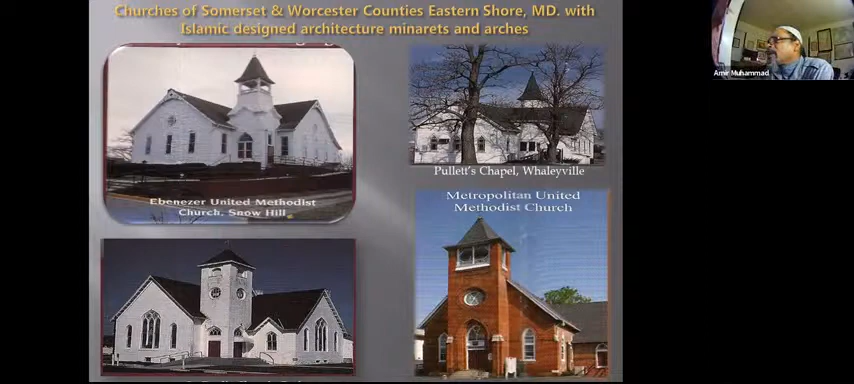 Churches of Somerset & Worcester Counties Eastern Shore, MD. with
Islamic designed architecture minarets and arches
Ebenezer United Methodist
Church, Snow Hill
Pullett's Chapel, Whaleyville
Metropolitan United
Methodist Church
Amir Muhammad